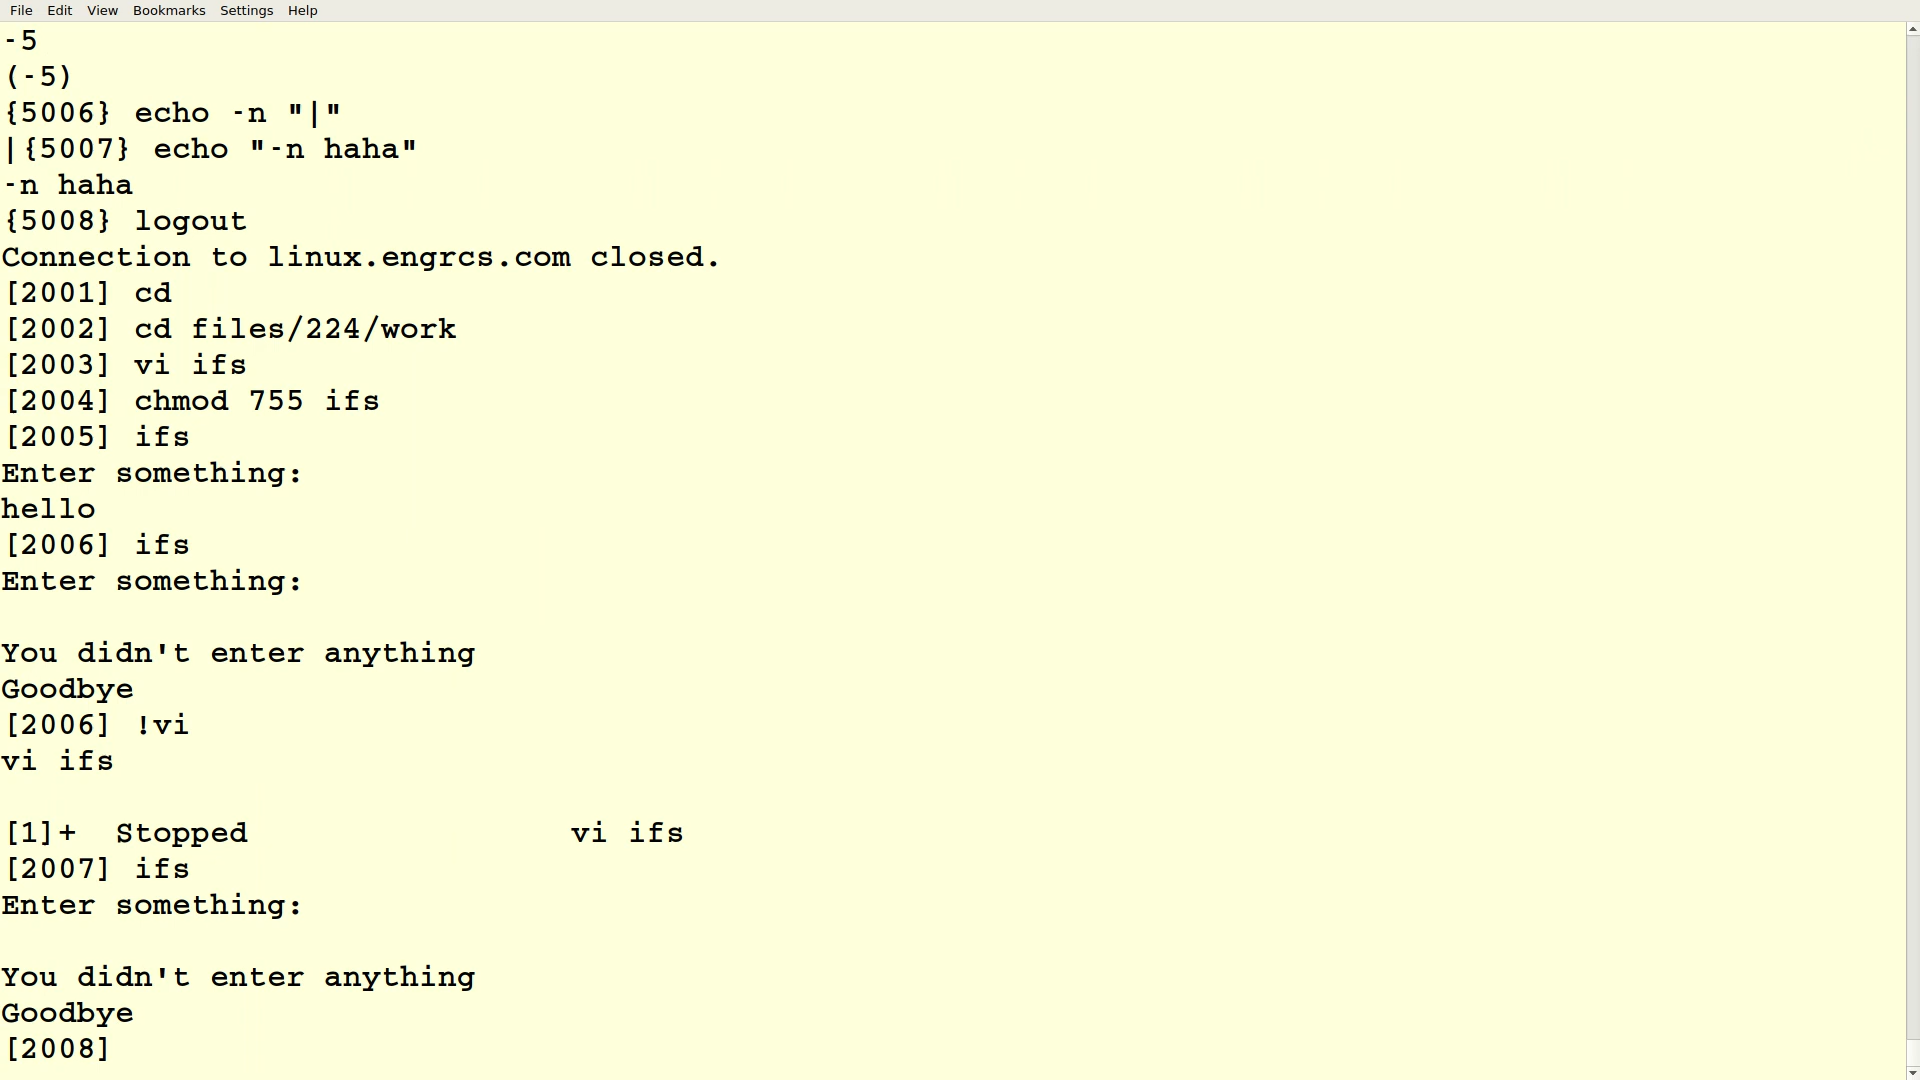 File Edit View Bookmarks Settings Help
-5
(-5)
{5006} echo -n "|"
|{5007} echo "-n haha"
-n haha
{5008} logout
Connection to linux.engrcs.com closed.
[2001] cd
[2002] cd files/224/work
[2003] vi ifs
[2004] chmod 755 ifs
[2005] ifs
Enter something:
hello
[2006] ifs
Enter something:
You didn't enter anything
Goodbye
[2006] !vi
vi ifs
[1]+  Stopped                 vi ifs
[2007] ifs
Enter something:
You didn't enter anything
Goodbye
[2008]